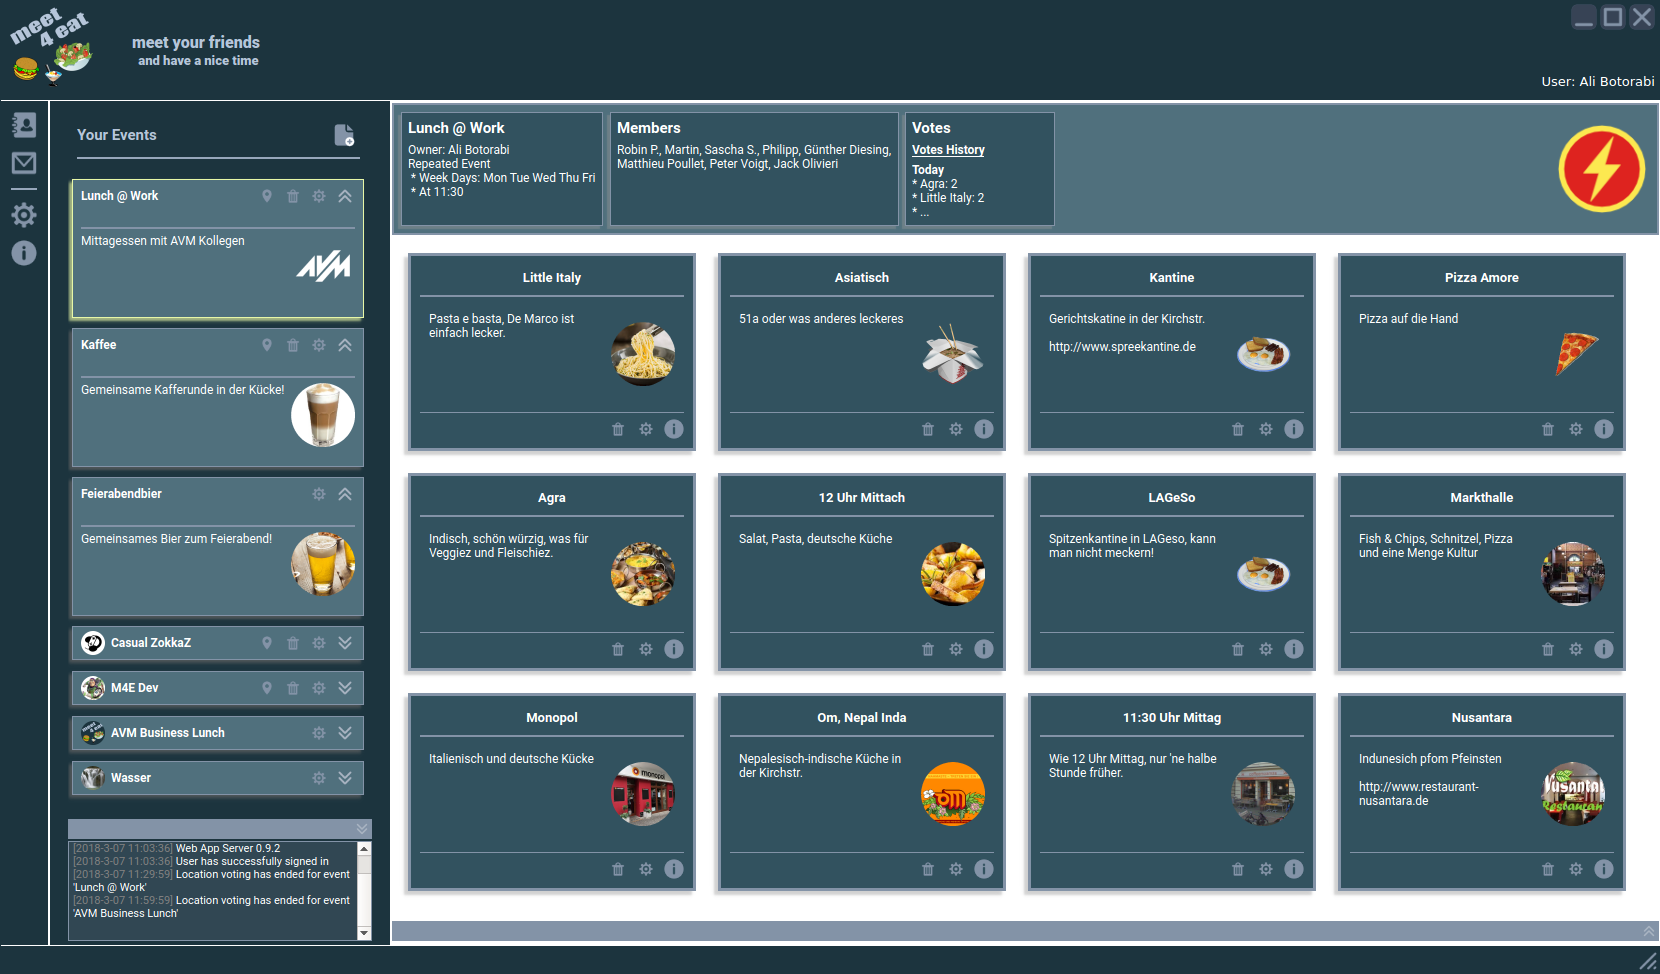 meet
4 eat
meet your friends
and have a nice time
User: Ali Botorabi
Your Events
Lunch @ Work
Mittagessen mit AVM Kollegen
AVM
Kaffee
Gemeinsame Kafferunde in der Kücke!
Feierabendbier
Gemeinsames Bier zum Feierabend!
Casual ZokkaZ
M4E Dev
AVM Business Lunch
Wasser
[2018-3-07 11:03:36] Web App Server 0.9.2
[2018-3-07 11:03:36] User has successfully signed in
[2018-3-07 11:29:59] Location voting has ended for event
'Lunch @ Work'
[2018-3-07 11:59:59] Location voting has ended for event
'AVM Business Lunch'
Lunch @ Work
Owner: Ali Botorabi
Repeated Event
* Week Days: Mon Tue Wed Thu Fri
* At 11:30
Members
Robin P., Martin, Sascha S., Philipp, Günther Diesing,
Matthieu Poullet, Peter Voigt, Jack Olivieri
Votes
Votes History
Today
* Agra: 2
* Little Italy: 2
* ...
Little Italy
Pasta e basta, De Marco ist
einfach lecker.
Asiatisch
51a oder was anderes leckeres
Kantine
Gerichtskatine in der Kirchstr.
http://www.spreekantine.de
Pizza Amore
Pizza auf die Hand
Agra
Indisch, schön würzig, was für
Veggiez und Fleischiez.
12 Uhr Mittach
Salat, Pasta, deutsche Küche
LAGeSo
Spitzenkantine in LAGeso, kann
man nicht meckern!
Markthalle
Fish & Chips, Schnitzel, Pizza
und eine Menge Kultur
Monopol
Italienisch und deutsche Kücke
monopol
Om, Nepal Inda
Nepalesisch-indische Küche in
der Kirchstr.
om
11:30 Uhr Mittag
Wie 12 Uhr Mittag, nur 'ne halbe
Stunde früher.
Nusantara
Indunesich pfom Pfeinsten
http://www.restaurant-
nusantara.de